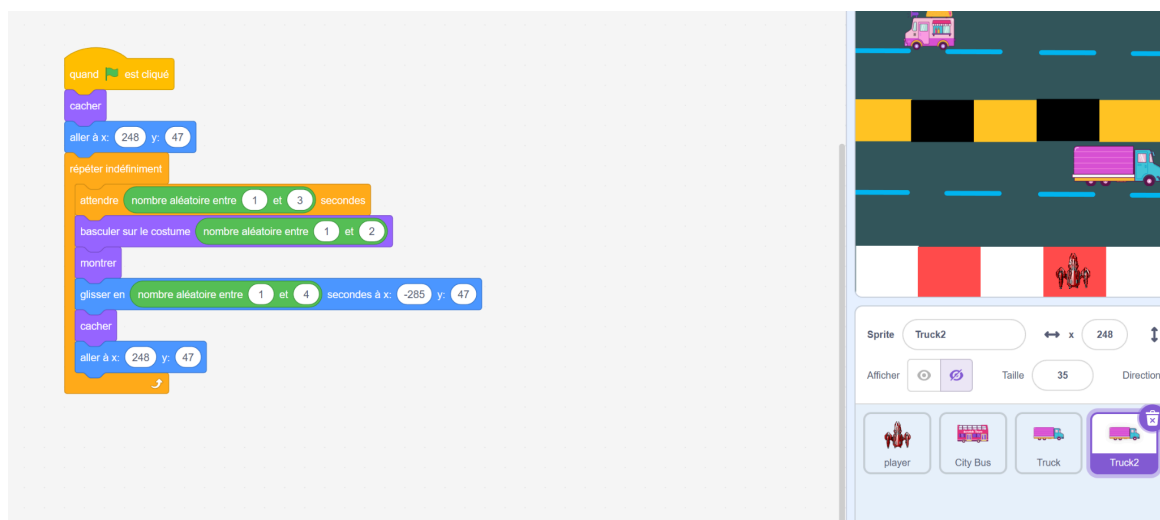 quand est cliqué
cacher
aller à x: 248 y: 47
répéter indéfiniment
attendre nombre aléatoire entre 1 et 3 secondes
basculer sur le costume nombre aléatoire entre 1 et 2
montrer
glisser en nombre aléatoire entre 1 et 4 secondes à x: -285 y: 47
cacher
aller à x: 248 y: 47
Sprite Truck2 x 248
Afficher Taille 35 Direction
player City Bus Truck Truck2